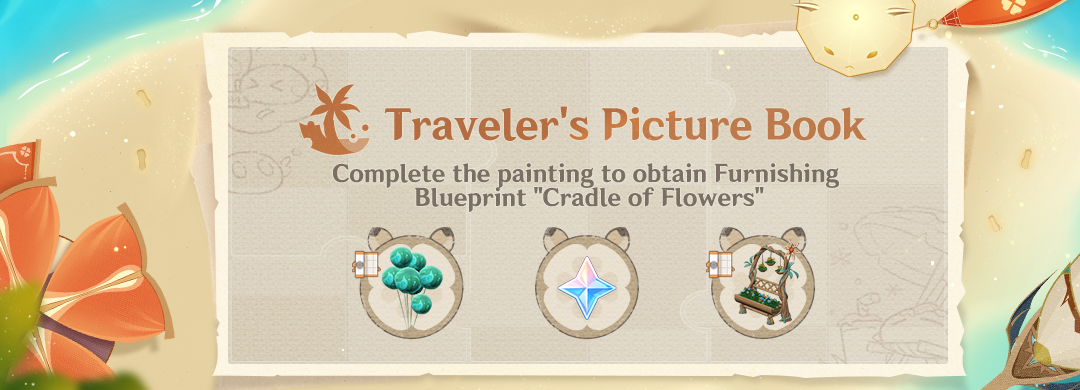 Traveler's Picture Book
Complete the painting to obtain Furnishing
Blueprint "Cradle of Flowers"